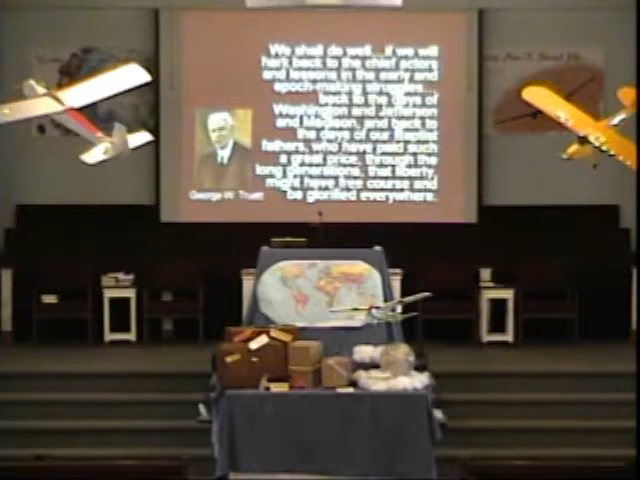 We shall do well... if we will
hark back to the chief actors
and lessons in the early and
epoch-making struggles...
back to the days of
Washington and Jefferson
and Madison, and back to
the days of our Baptist
fathers, who have paid such
a great price, through the
long generations, that liberty,
might have free course and
be glorified everywhere.
George W. Truett